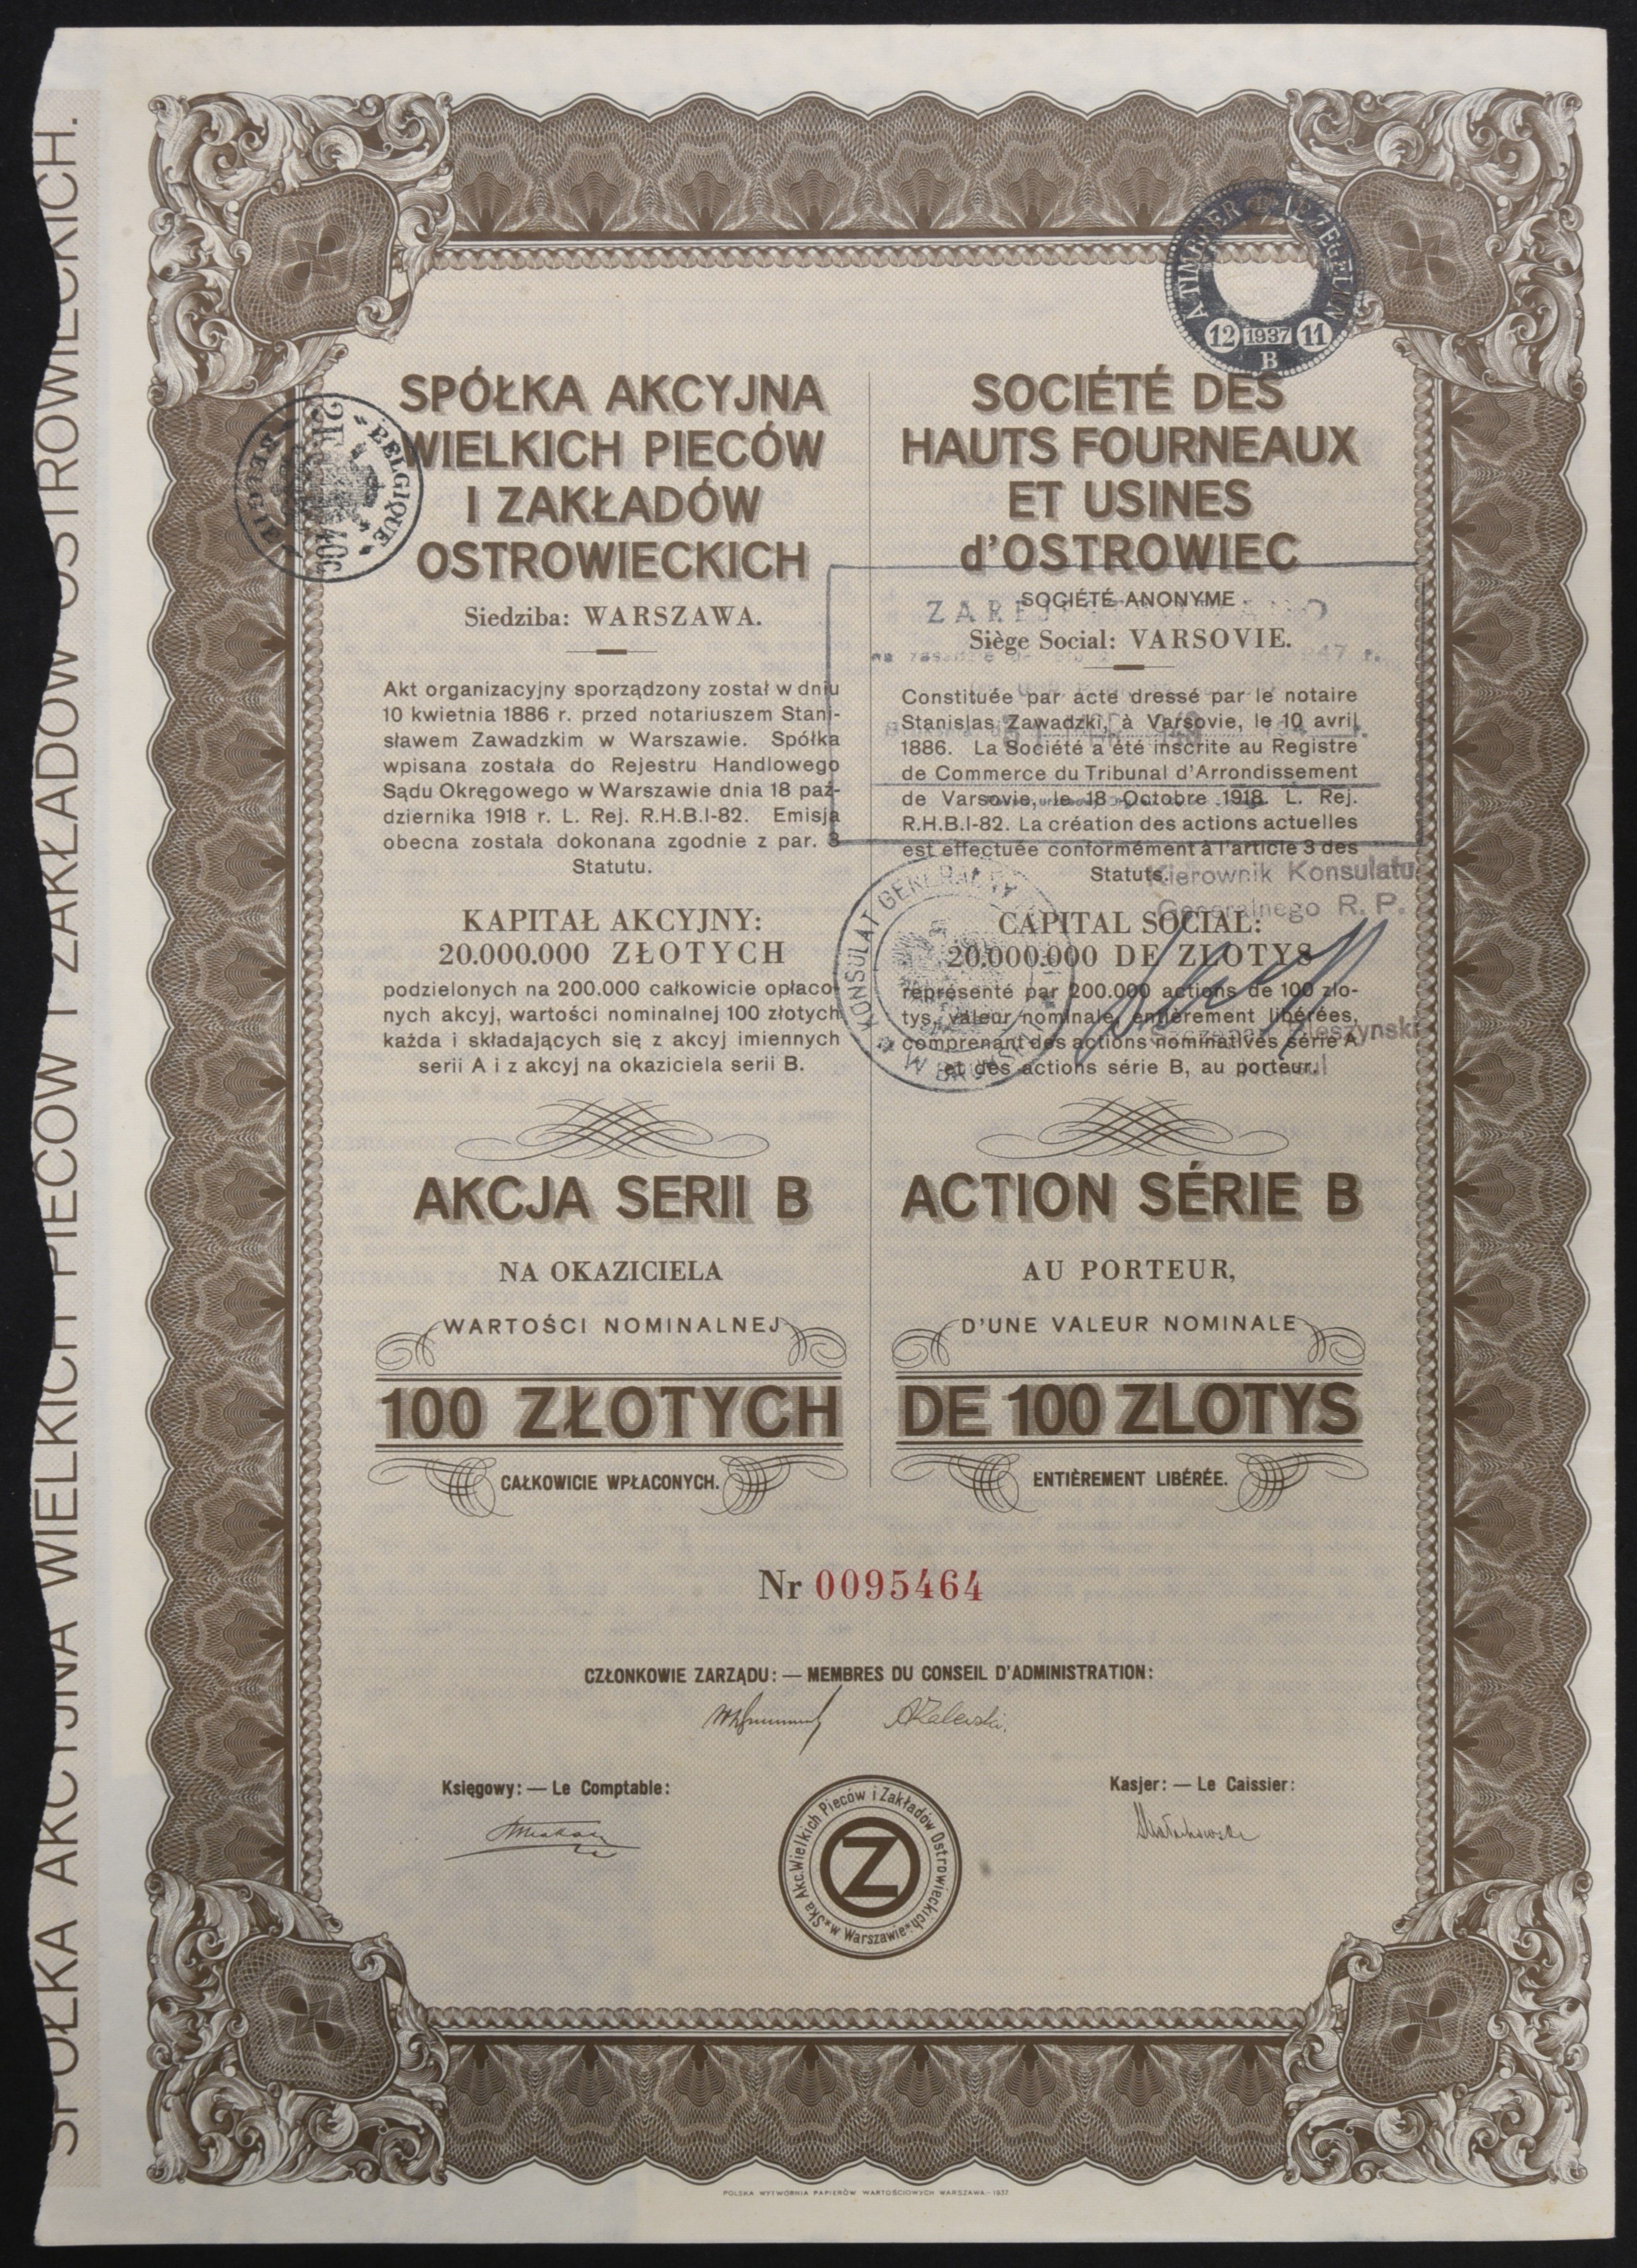 SPÓŁKA AKCYJNA WIELKICH PIECÓW I ZAKŁADÓW OSTROWIECKICH.
A TIMBRER
12 1937 11
B
BELGIQUE
BELGIE
SPÓŁKA AKCYJNA
WIELKICH PIECÓW
I ZAKŁADÓW
OSTROWIECKICH
Siedziba: WARSZAWA.
Akt organizacyjny sporządzony został w dniu
10 kwietnia 1886 r. przed notariuszem Stani-
sławem Zawadzkim w Warszawie. Spółka
wpisana została do Rejestru Handlowego
Sądu Okręgowego w Warszawie dnia 18 paź-
dziernika 1918 r. L. Rej. R.H.B.I-82. Emisja
obecna została dokonana zgodnie z par. 3
Statutu.
KAPITAŁ AKCYJNY:
20.000.000 ZŁOTYCH
podzielonych na 200.000 całkowicie opłaco-
nych akcyj, wartości nominalnej 100 złotych
każda i składających się z akcyj imiennych
serii A i z akcyj na okaziciela serii B.
AKCJA SERII B
NA OKAZICIELA
WARTOŚCI NOMINALNEJ
100 ZŁOTYCH
CAŁKOWICIE WPŁACONYCH.
SOCIÉTÉ DES
HAUTS FOURNEAUX
ET USINES
d'OSTROWIEC
SOCIÉTÉ ANONYME
Siège Social: VARSOVIE.
Constituée par acte dressé par le notaire
Stanislas Zawadzki, à Varsovie, le 10 avril
1886. La Société a été inscrite au Registre
de Commerce du Tribunal d'Arrondissement
de Varsovie, le 18 Octobre 1918. L. Rej.
R.H.B.I-82. La création des actions actuelles
est effectuée conformément à l'article 3 des
Statuts.
Kierownik Konsulatu
Generalnego R. P.
KONSULAT GENERALNY
CAPITAL SOCIAL:
20.000.000 DE ZLOTYS
représenté par 200.000 actions de 100 zlo-
tys, valeur nominale, entièrement libérées,
comprenant des actions nominatives série A
et des actions série B, au porteur.
Konsul
ACTION SÉRIE B
AU PORTEUR,
D'UNE VALEUR NOMINALE
DE 100 ZLOTYS
ENTIÈREMENT LIBÉRÉE.
Nr 0095464
CZŁONKOWIE ZARZĄDU: — MEMBRES DU CONSEIL D'ADMINISTRATION:
Księgowy: — Le Comptable:
Kasjer: — Le Caissier:
Ska Akc. Wielkich Pieców i Zakładów Ostrowieckich * w Warszawie *
Z
POLSKA WYTWÓRNIA PAPIERÓW WARTOŚCIOWYCH WARSZAWA.- 1937